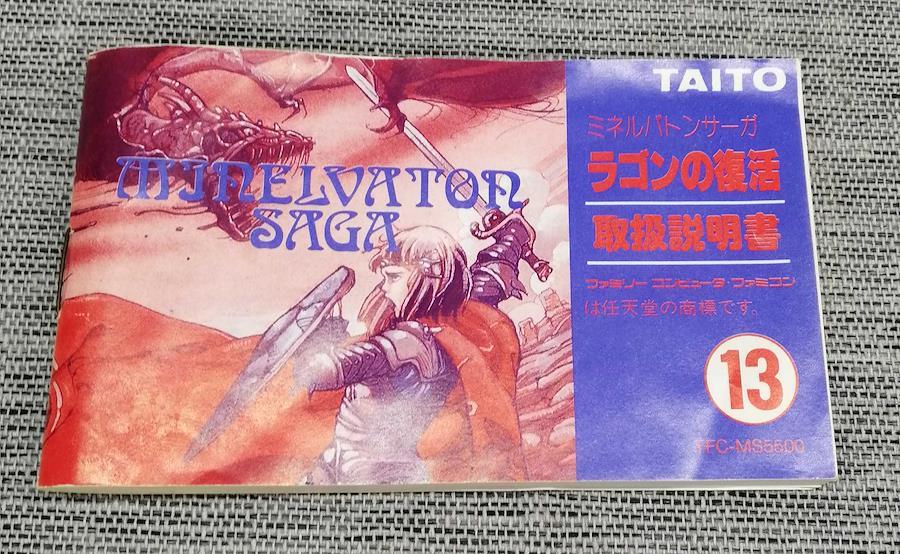 MINELVATON
SAGA
TAITO
ミネルバトンサーガ
ラゴンの復活
取扱説明書
ファミリー コンピュータ ファミコン
は任天堂の商標です。
13
TFC-MS5500